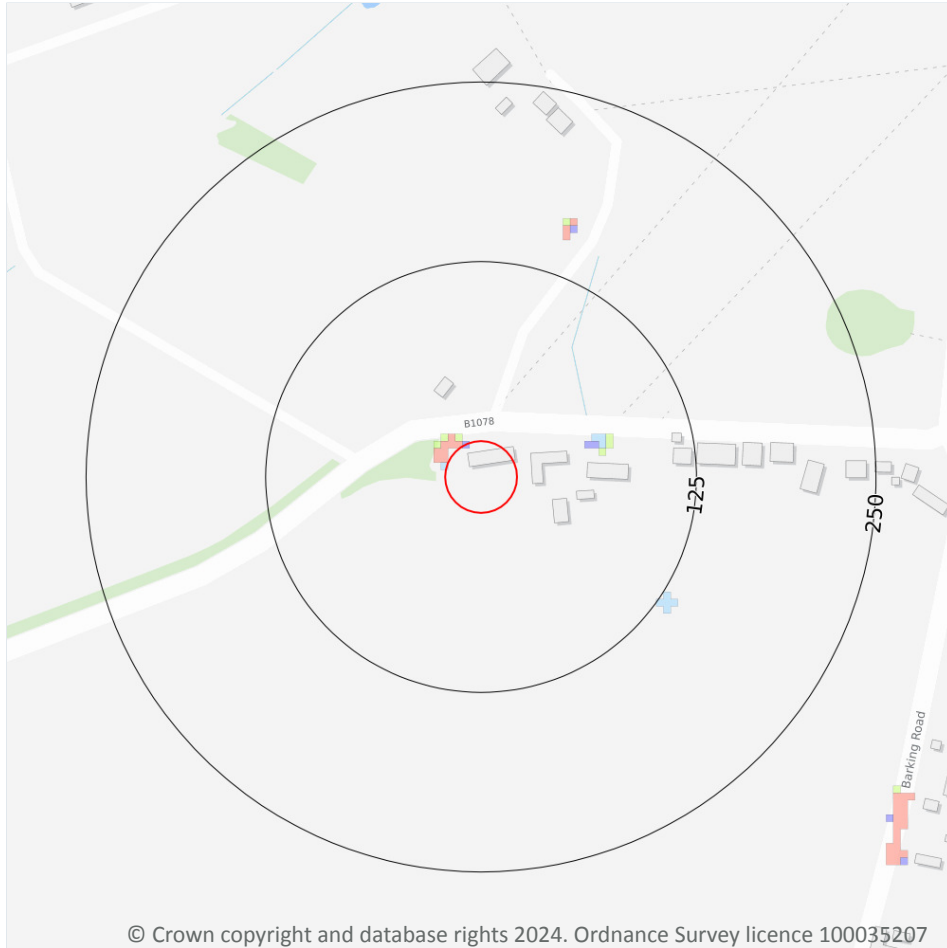 B1078
125
250
Barking Road
© Crown copyright and database rights 2024. Ordnance Survey licence 100035207